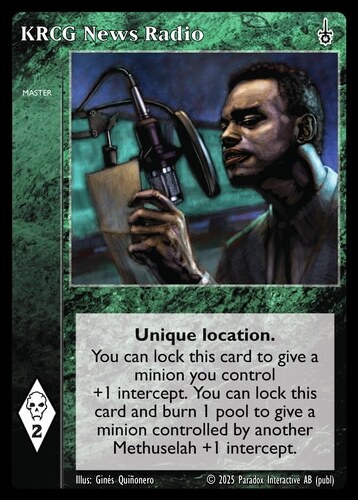 KRCG News Radio
MASTER
Unique location.
You can lock this card to give a
minion you control
+1 intercept. You can lock this
card and burn 1 pool to give a
minion controlled by another
Methuselah +1 intercept.
2
Illus: Ginés Quiñonero
© 2025 Paradox Interactive AB (publ)